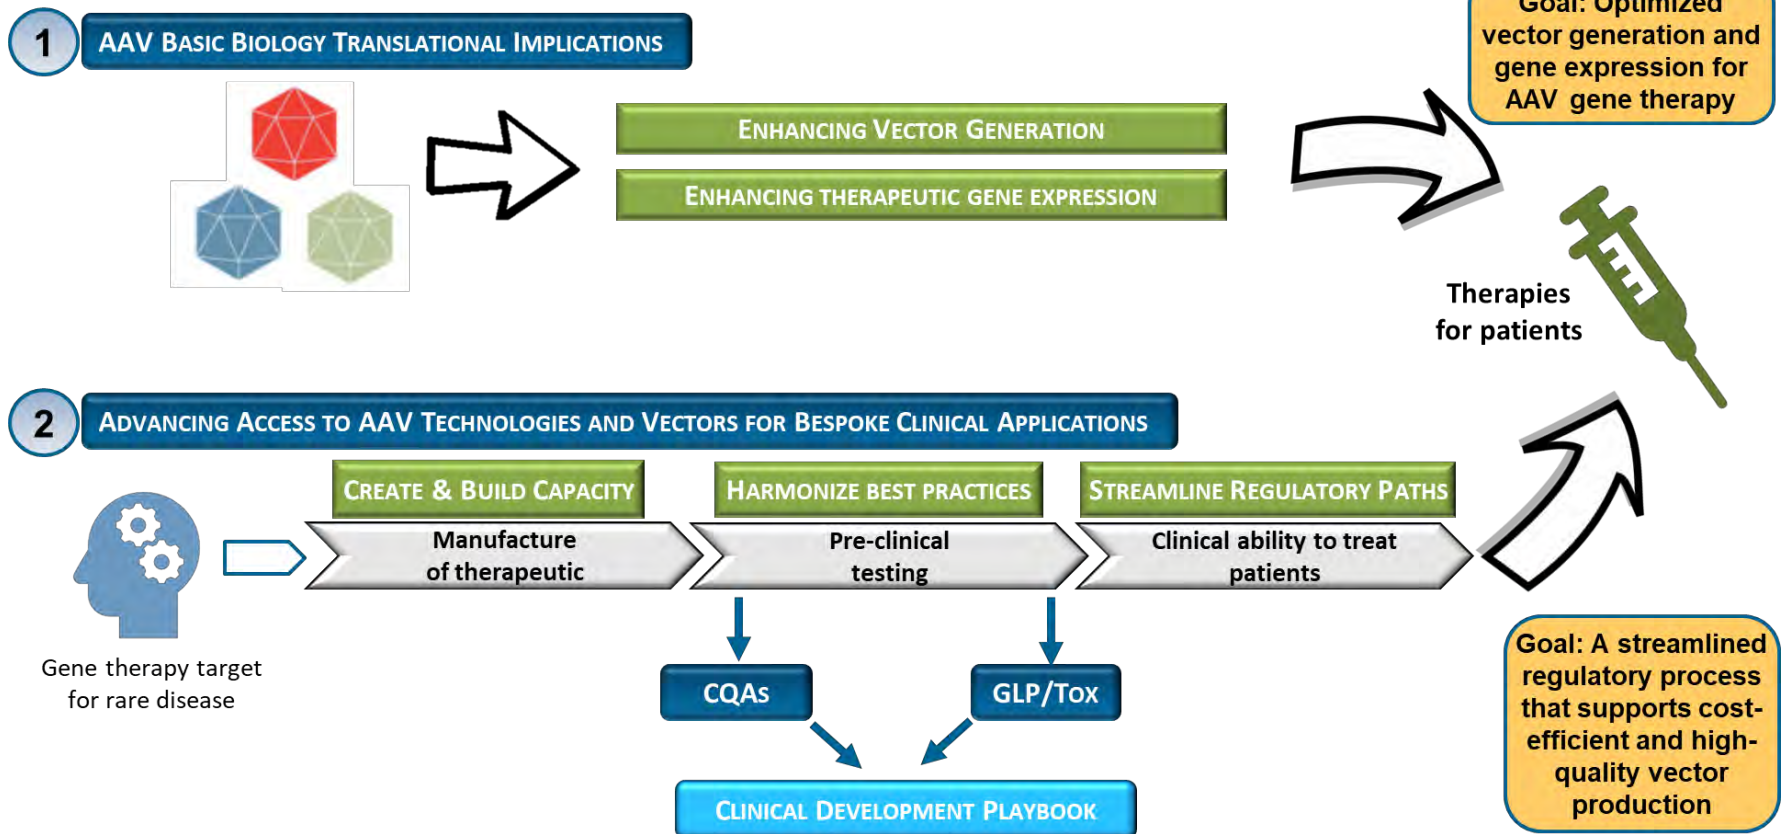 1
AAV BASIC BIOLOGY TRANSLATIONAL IMPLICATIONS
Goal: Optimized
vector generation and
gene expression for
AAV gene therapy
ENHANCING VECTOR GENERATION
ENHANCING THERAPEUTIC GENE EXPRESSION
Therapies
for patients
2
ADVANCING ACCESS TO AAV TECHNOLOGIES AND VECTORS FOR BESPOKE CLINICAL APPLICATIONS
CREATE & BUILD CAPACITY
HARMONIZE BEST PRACTICES
STREAMLINE REGULATORY PATHS
Manufacture
of therapeutic
Pre-clinical
testing
Clinical ability to treat
patients
Gene therapy target
for rare disease
CQAs
GLP/Tox
CLINICAL DEVELOPMENT PLAYBOOK
Goal: A streamlined
regulatory process
that supports cost-
efficient and high-
quality vector
production